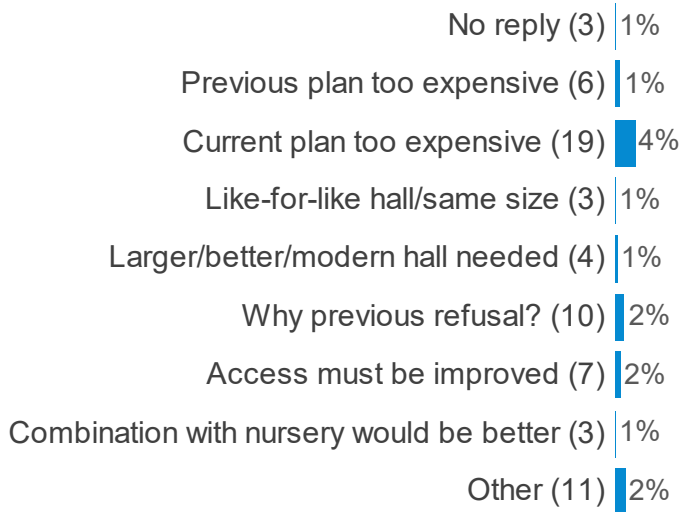 No reply (3) 1%
Previous plan too expensive (6) 1%
Current plan too expensive (19) 4%
Like-for-like hall/same size (3) 1%
Larger/better/modern hall needed (4) 1%
Why previous refusal? (10) 2%
Access must be improved (7) 2%
Combination with nursery would be better (3) 1%
Other (11) 2%